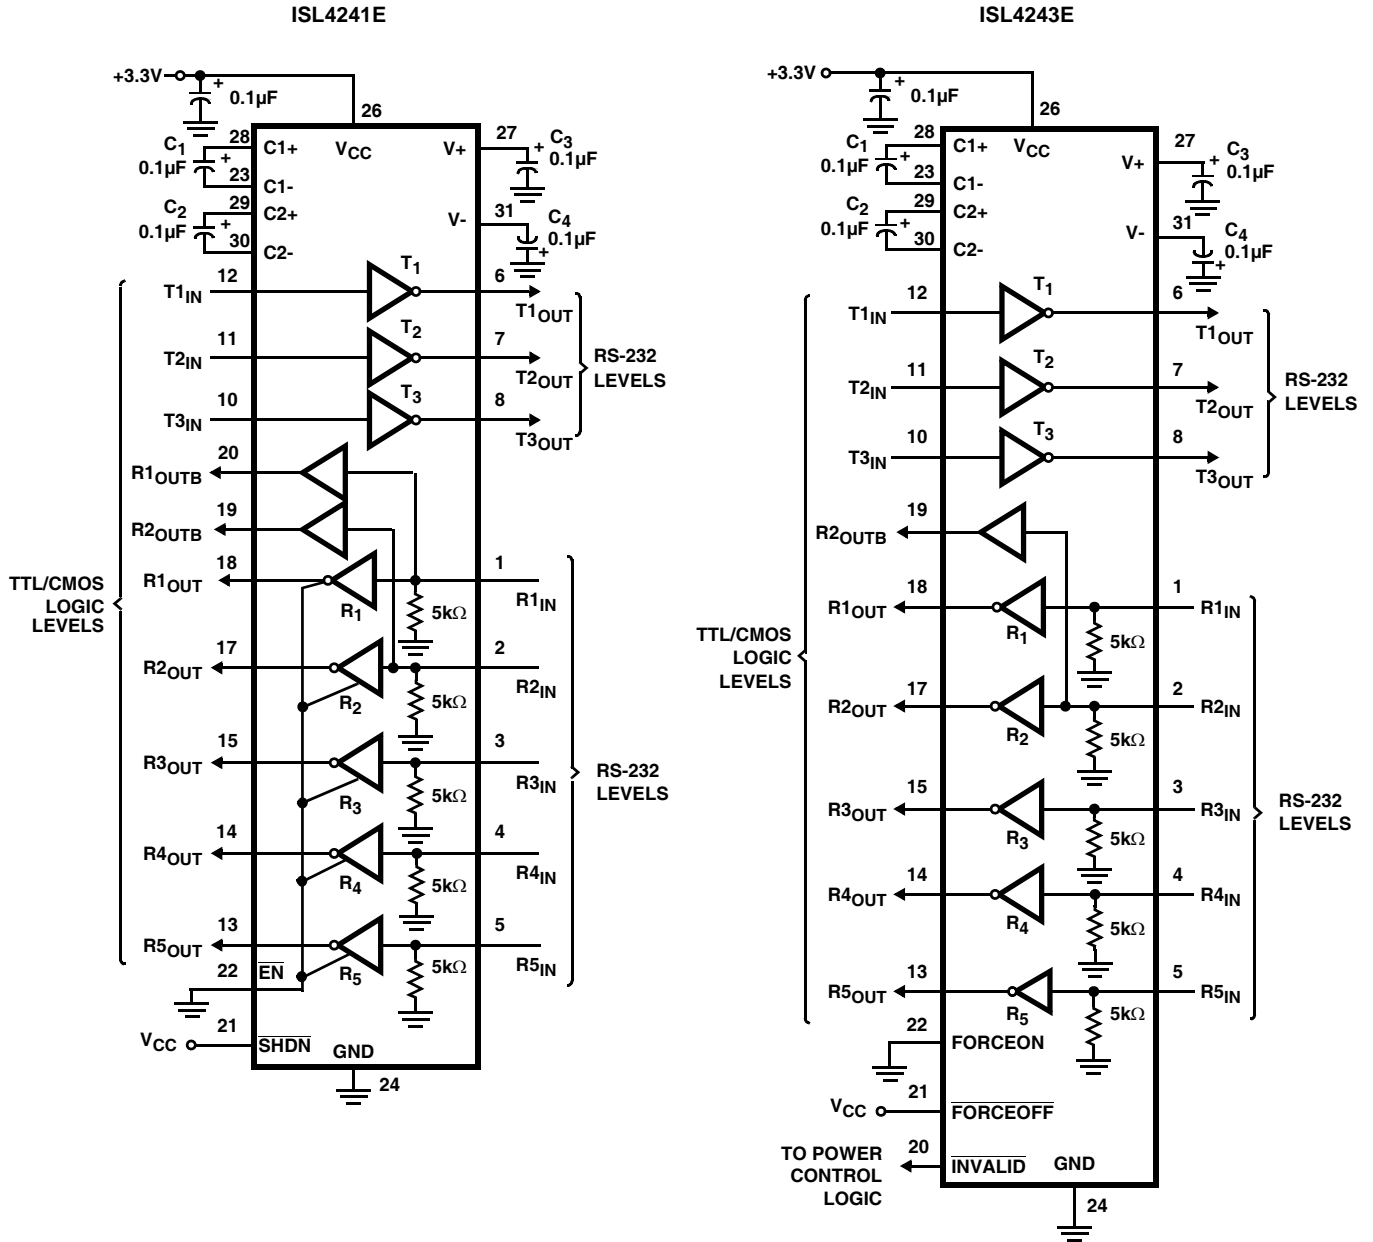 ISL4241E
+3.3V
+
0.1µF
26
28
C1
0.1µF
+
C1+
VCC
V+
27
+
C3
0.1µF
23
C1-
29
C2
0.1µF
+
C2+
V-
31
C4
0.1µF
+
30
C2-
12
T1IN
T1
6
T1OUT
11
T2IN
T2
7
T2OUT
10
T3IN
T3
8
T3OUT
RS-232
LEVELS
20
R1OUTB
19
R2OUTB
18
R1OUT
R1
1
R1IN
5kΩ
TTL/CMOS
LOGIC
LEVELS
17
R2OUT
R2
2
R2IN
5kΩ
15
R3OUT
R3
3
R3IN
5kΩ
RS-232
LEVELS
14
R4OUT
R4
4
R4IN
5kΩ
13
R5OUT
R5
5
R5IN
5kΩ
22
EN
21
VCC
SHDN
GND
24
ISL4243E
+3.3V
+
0.1µF
26
28
C1
0.1µF
+
C1+
VCC
V+
27
+
C3
0.1µF
23
C1-
29
C2
0.1µF
+
C2+
V-
31
C4
0.1µF
+
30
C2-
12
T1IN
T1
6
T1OUT
11
T2IN
T2
7
T2OUT
10
T3IN
T3
8
T3OUT
RS-232
LEVELS
19
R2OUTB
18
R1OUT
R1
1
R1IN
5kΩ
TTL/CMOS
LOGIC
LEVELS
17
R2OUT
R2
2
R2IN
5kΩ
15
R3OUT
R3
3
R3IN
5kΩ
RS-232
LEVELS
14
R4OUT
R4
4
R4IN
5kΩ
13
R5OUT
R5
5
R5IN
5kΩ
22
FORCEON
21
VCC
FORCEOFF
20
TO POWER
CONTROL
LOGIC
INVALID
GND
24